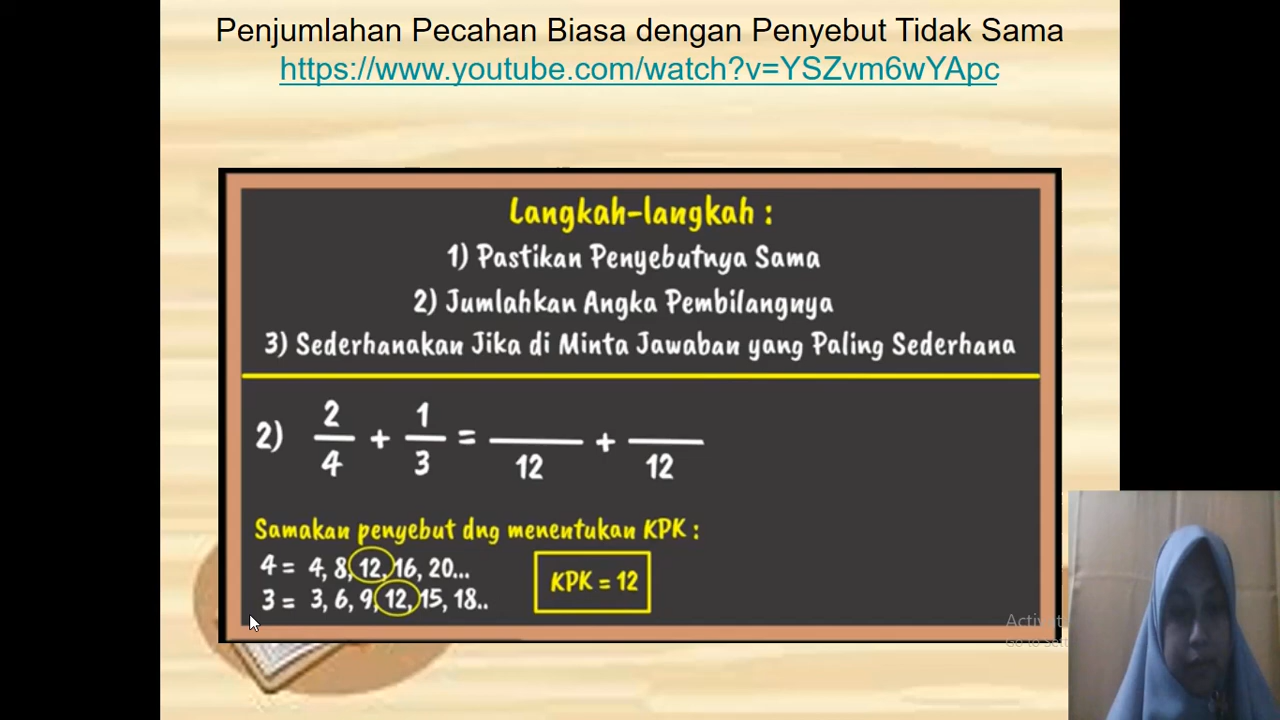 Penjumlahan Pecahan Biasa dengan Penyebut Tidak Sama
https://www.youtube.com/watch?v=YSZvm6wYApc
Langkah-langkah :
1) Pastikan Penyebutnya Sama
2) Jumlahkan Angka Pembilangnya
3) Sederhanakan Jika di Minta Jawaban yang Paling Sederhana
2) 2/4 + 1/3 = __/12 + __/12
Samakan penyebut dng menentukan KPK :
4 = 4, 8, 12, 16, 20...
3 = 3, 6, 9, 12, 15, 18..
KPK = 12